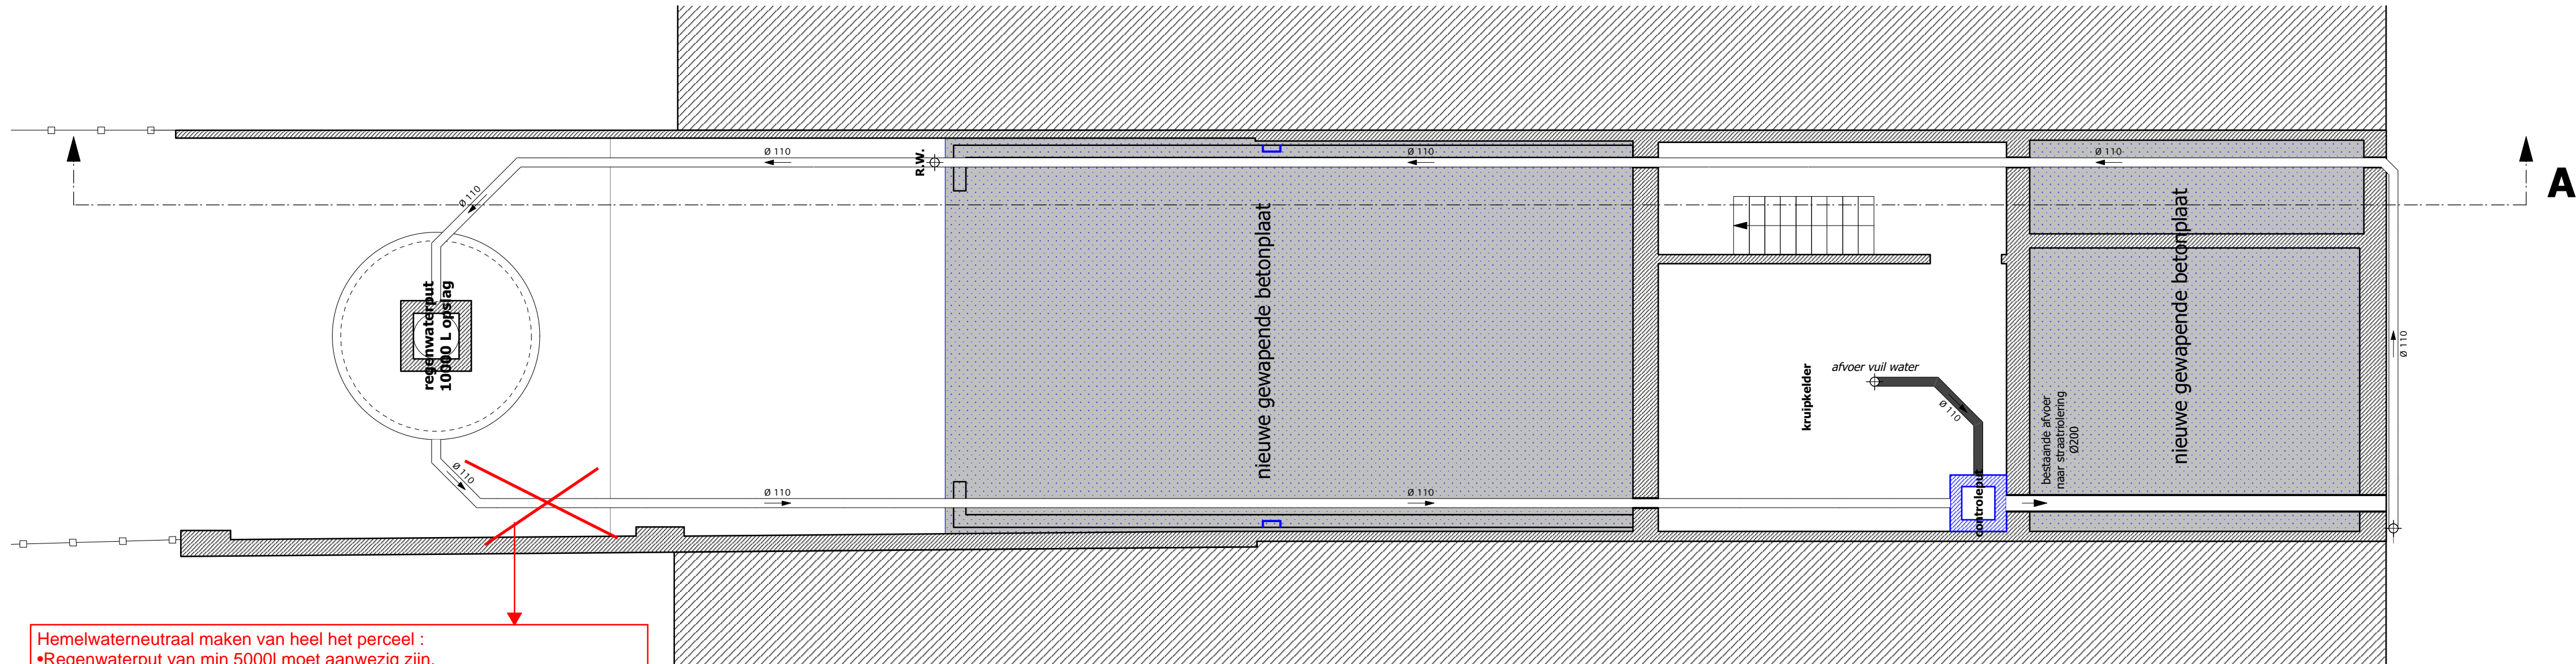 Ø 110
Ø 110
Ø 110
R.W.
A
Ø 110
regenwaterput
10000 L opslag
nieuwe gewapende betonplaat
nieuwe gewapende betonplaat
Ø 110
afvoer vuil water
kruipkelder
Ø 110
bestaande afvoer
naar straatriolering
Ø200
controleput
Ø 110
Ø 110
Ø 110
Hemelwaterneutraal maken van heel het perceel :
•Regenwaterput van min 5000l moet aanwezig zijn.